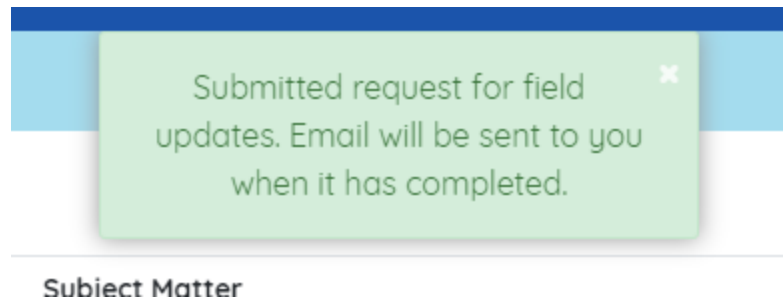 Submitted request for field
updates. Email will be sent to you
when it has completed.
Subject Matter